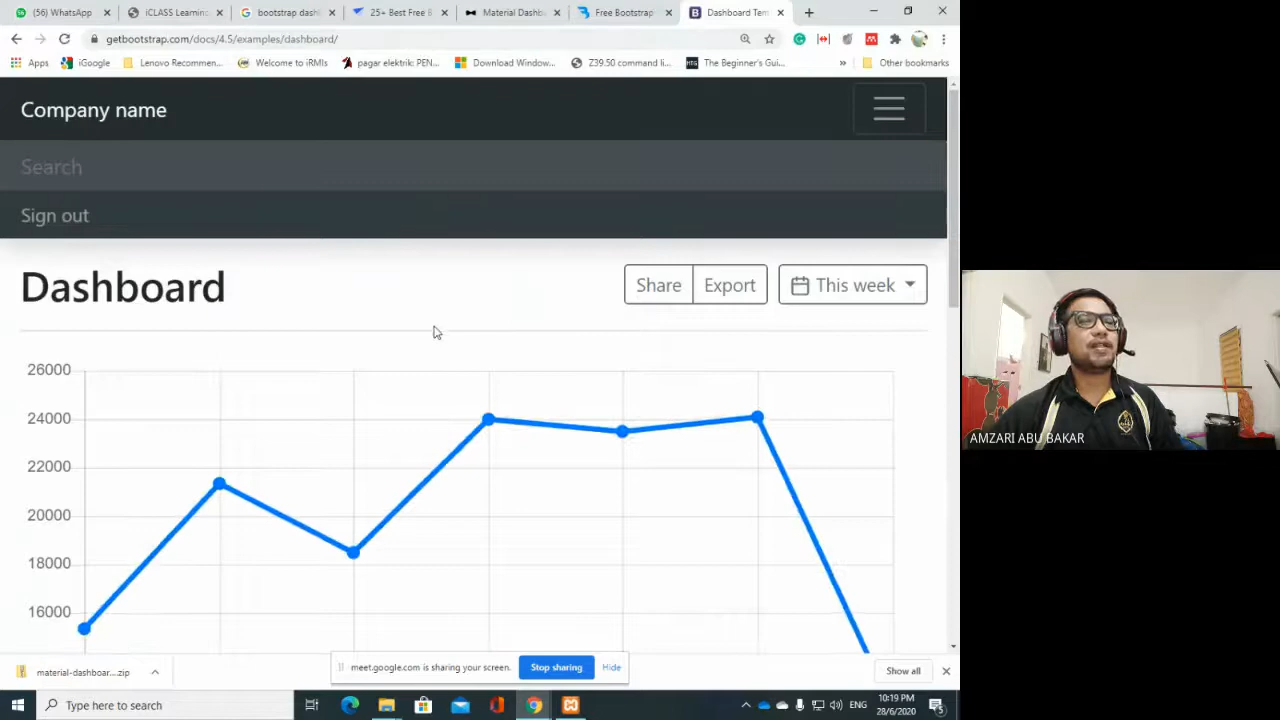 (56) WhatsApp
iCLASS Learnin
bootstrap dash
25+ Best Free B
Material Dashb
Free Bootstrap
Dashboard Tem
getbootstrap.com/docs/4.5/examples/dashboard/
Apps
iGoogle
Lenovo Recommen...
Welcome to iRMIs
pagar elektrik: PEN...
Download Window...
Z39.50 command li...
The Beginner's Gui...
»
Other bookmarks
Company name
Search
Sign out
Dashboard
Share
Export
This week
26000
24000
22000
20000
18000
16000
AMZARI ABU BAKAR
material-dashboar....zip
meet.google.com is sharing your screen.
Stop sharing
Hide
Show all
Type here to search
ENG
10:19 PM
28/6/2020
5